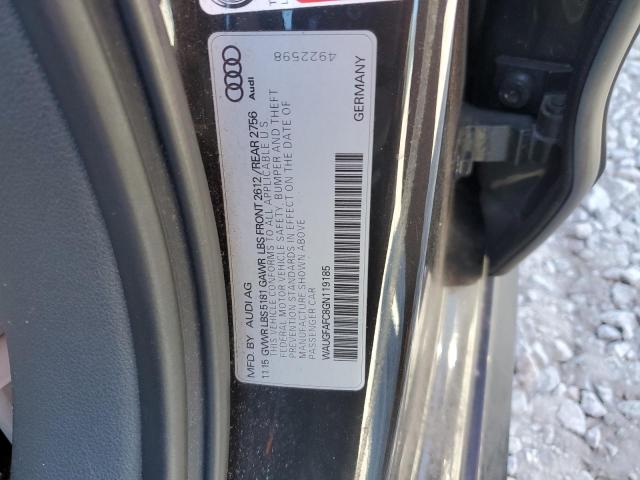 MFD. BY AUDI AG Audi
11.15 GVWR LBS 5181 GAWR LBS FRONT 2612 / REAR 2756
THIS VEHICLE CONFORMS TO ALL APPLICABLE U S
FEDERAL MOTOR VEHICLE SAFETY, BUMPER AND THEFT
PREVENTION STANDARDS IN EFFECT ON THE DATE OF
MANUFACTURE SHOWN ABOVE
PASSENGER CAR
WAUGFAFC8GN119185
4922598
GERMANY